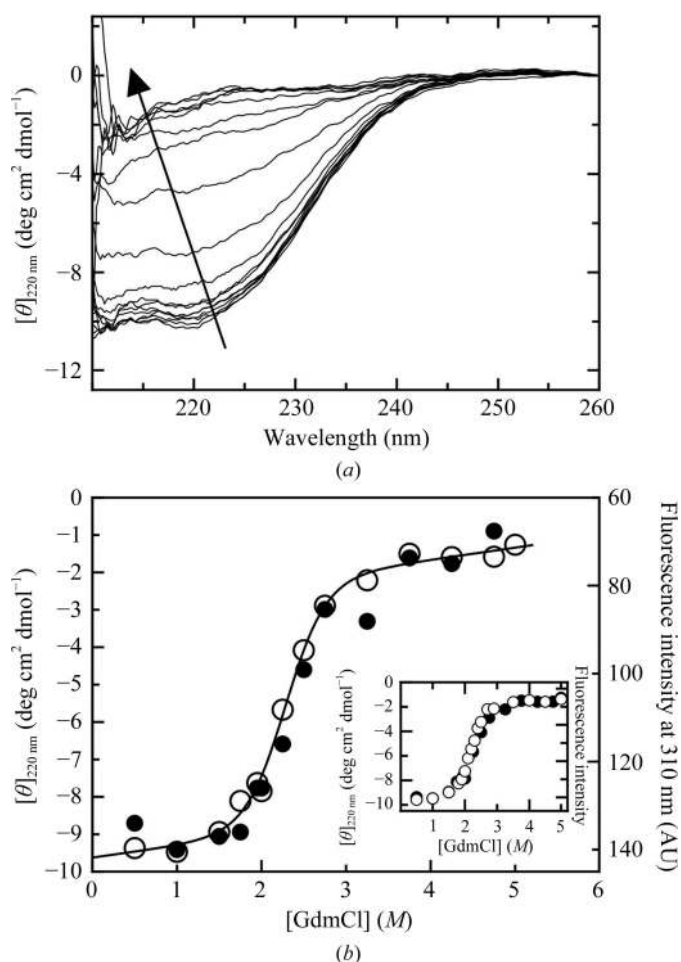 0
−4
−8
−12
[θ]220 nm (deg cm² dmol⁻¹)
220 230 240 250 260
Wavelength (nm)
(a)
0
−1
−2
−3
−4
−5
−6
−7
−8
−9
−10
[θ]220 nm (deg cm² dmol⁻¹)
60
80
100
120
140
Fluorescence intensity at 310 nm (AU)
0
−2
−4
−6
−8
−10
[θ]220 nm (deg cm² dmol⁻¹)
Fluorescence intensity
1 2 3 4 5
[GdmCl] (M)
0 1 2 3 4 5 6
[GdmCl] (M)
(b)